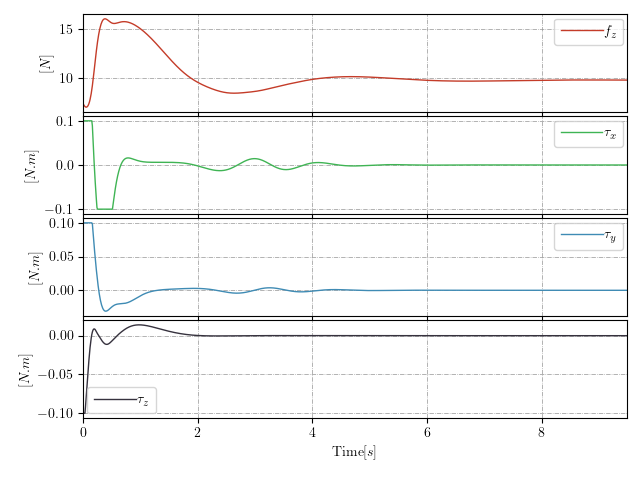 [N]
15
10
f_z
[N.m]
0.1
0.0
−0.1
τ_x
[N.m]
0.10
0.05
0.00
τ_y
[N.m]
0.00
−0.05
−0.10
τ_z
0 2 4 6 8
Time[s]